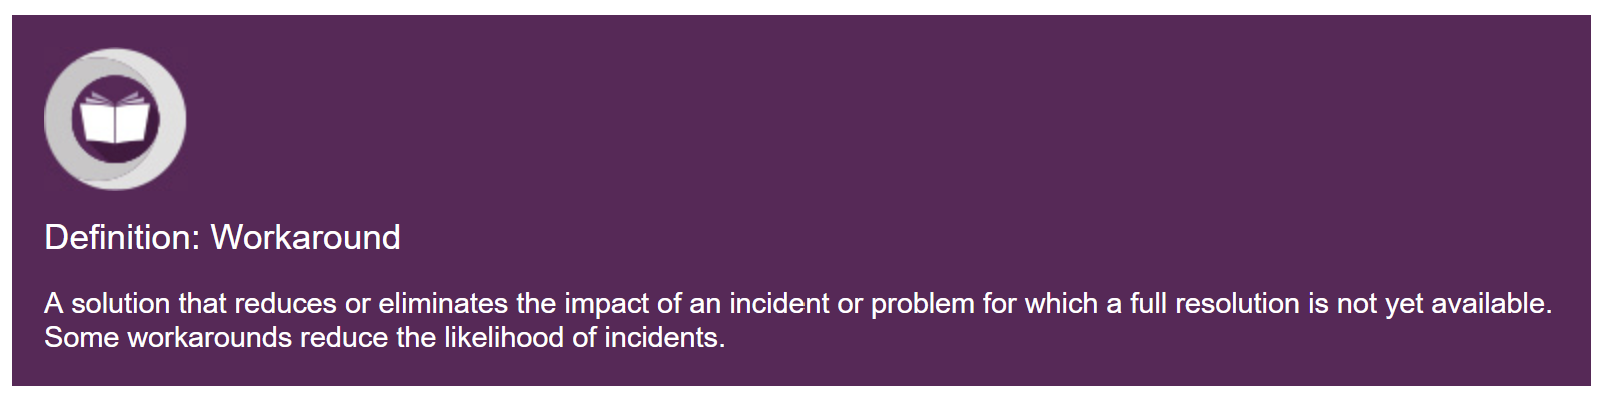 Definition: Workaround
A solution that reduces or eliminates the impact of an incident or problem for which a full resolution is not yet available.
Some workarounds reduce the likelihood of incidents.